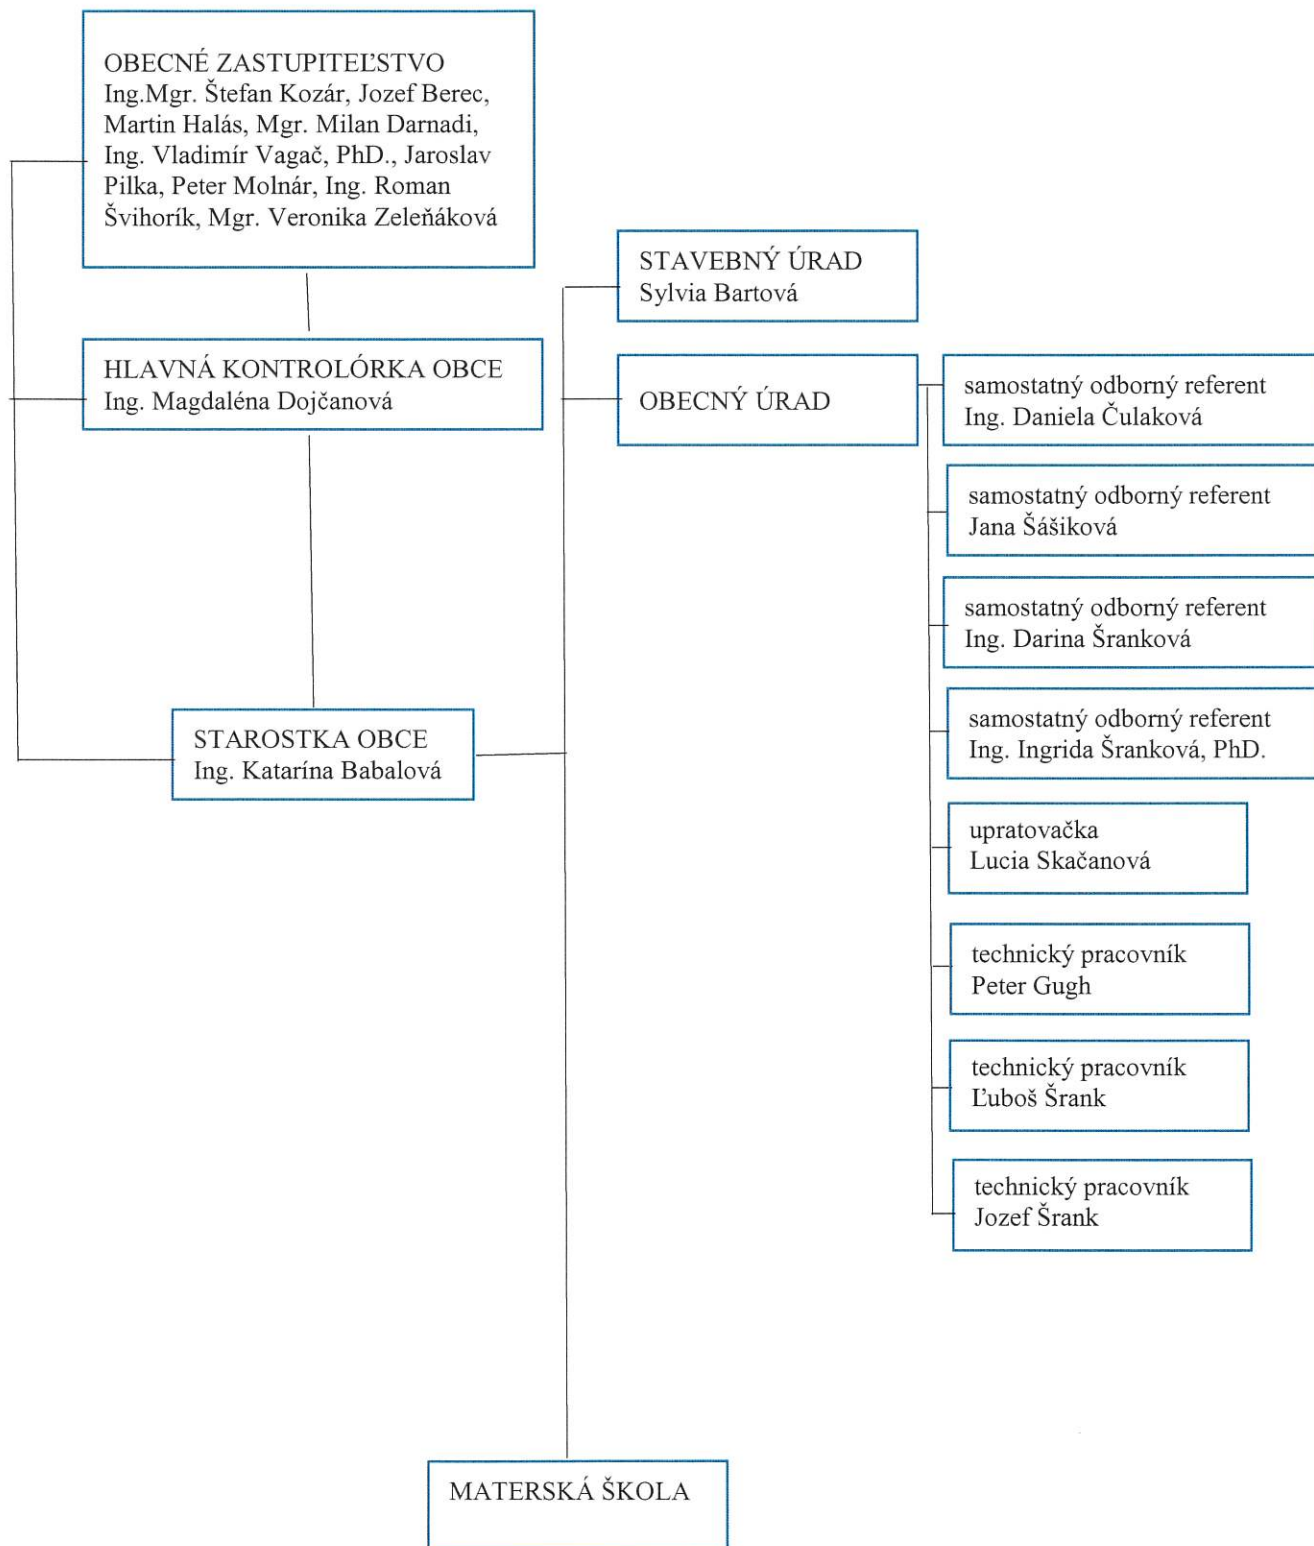 OBECNÉ ZASTUPITEĽSTVO
Ing.Mgr. Štefan Kozár, Jozef Berec,
Martin Halás, Mgr. Milan Darnadi,
Ing. Vladimír Vagač, PhD., Jaroslav
Pilka, Peter Molnár, Ing. Roman
Švihorík, Mgr. Veronika Zeleňáková
HLAVNÁ KONTROLÓRKA OBCE
Ing. Magdaléna Dojčanová
STAROSTKA OBCE
Ing. Katarína Babalová
STAVEBNÝ ÚRAD
Sylvia Bartová
OBECNÝ ÚRAD
samostatný odborný referent
Ing. Daniela Čulaková
samostatný odborný referent
Jana Šášiková
samostatný odborný referent
Ing. Darina Šranková
samostatný odborný referent
Ing. Ingrida Šranková, PhD.
upratovačka
Lucia Skačanová
technický pracovník
Peter Gugh
technický pracovník
Ľuboš Šrank
technický pracovník
Jozef Šrank
MATERSKÁ ŠKOLA